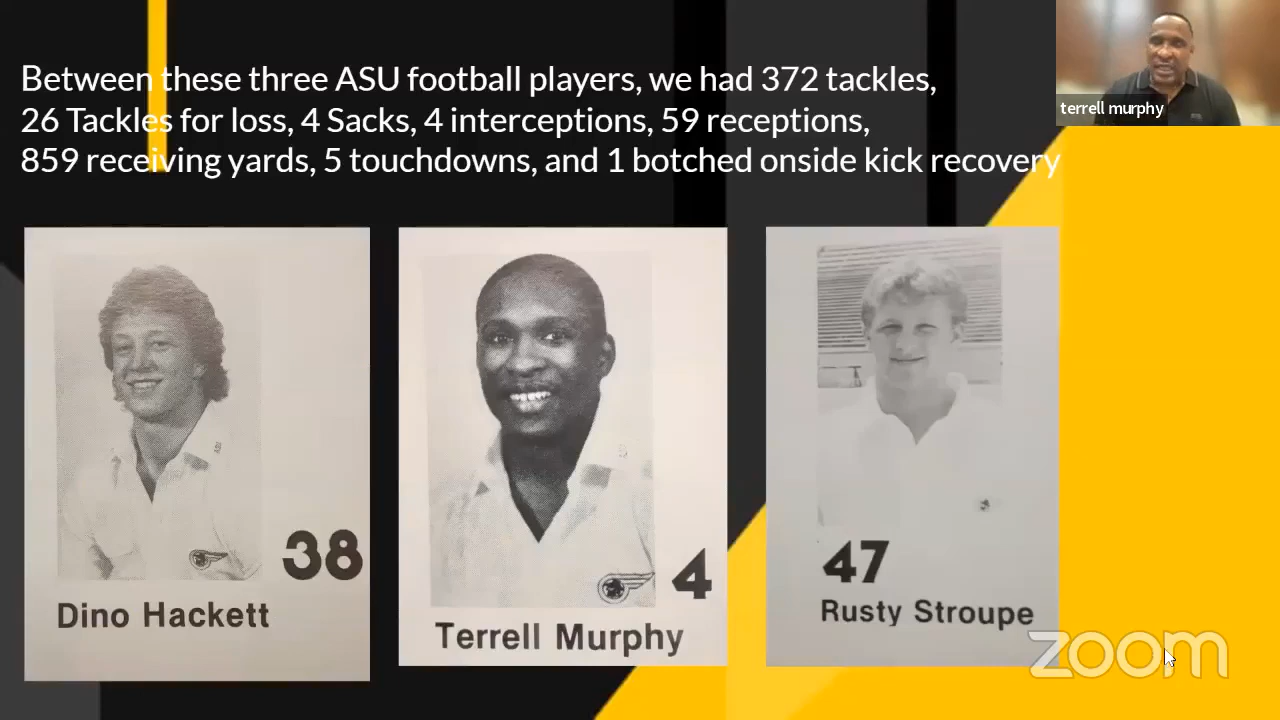 Between these three ASU football players, we had 372 tackles,
26 Tackles for loss, 4 Sacks, 4 interceptions, 59 receptions,
859 receiving yards, 5 touchdowns, and 1 botched onside kick recovery
terrell murphy
38
Dino Hackett
4
Terrell Murphy
47
Rusty Stroupe
zoom